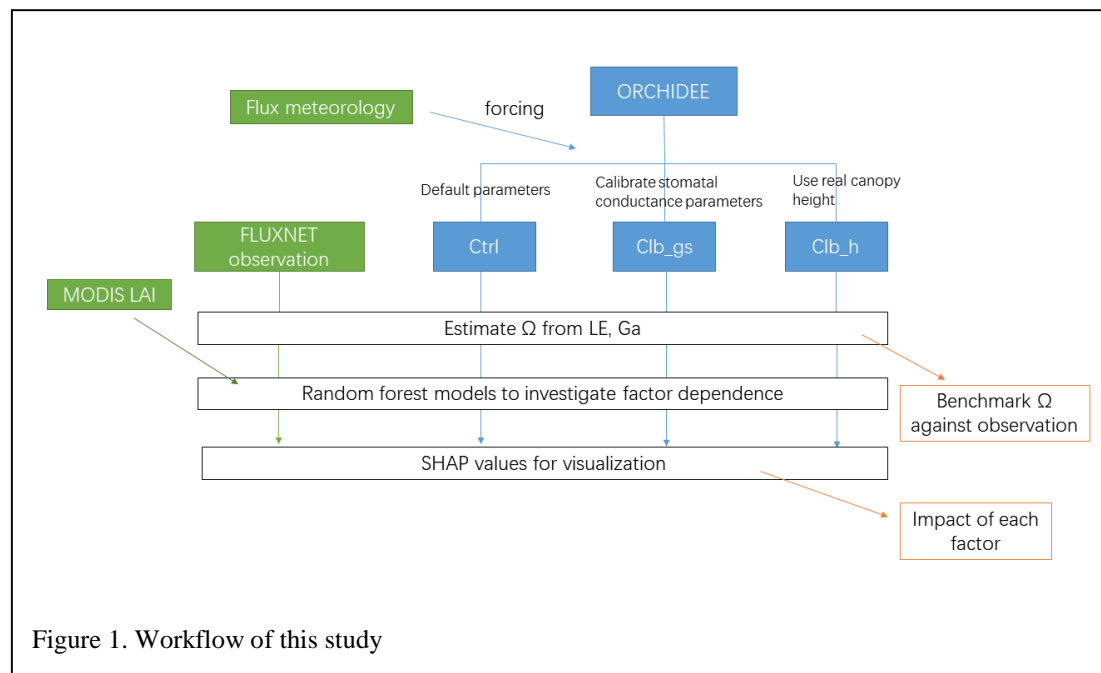 ORCHIDEE
Flux meteorology
forcing
Default parameters
Calibrate stomatal
conductance parameters
Use real canopy
height
FLUXNET
observation
Ctrl
Clb_gs
Clb_h
MODIS LAI
Estimate Ω from LE, Ga
Random forest models to investigate factor dependence
Benchmark Ω
against observation
SHAP values for visualization
Impact of each
factor
Figure 1. Workflow of this study